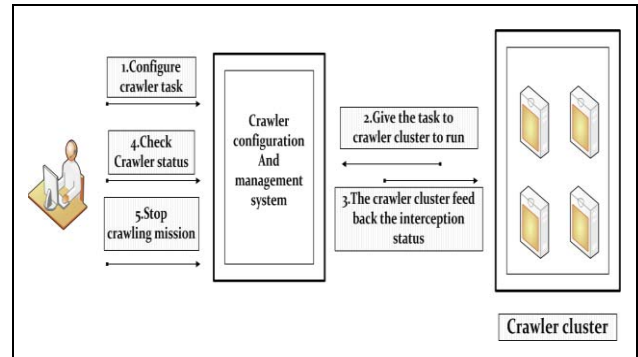 1.Configure
crawler task
4.Check
Crawler status
5.Stop
crawling mission
Crawler
configuration
And
management
system
2.Give the task to
crawler cluster to run
3.The crawler cluster feed
back the interception
status
Crawler cluster